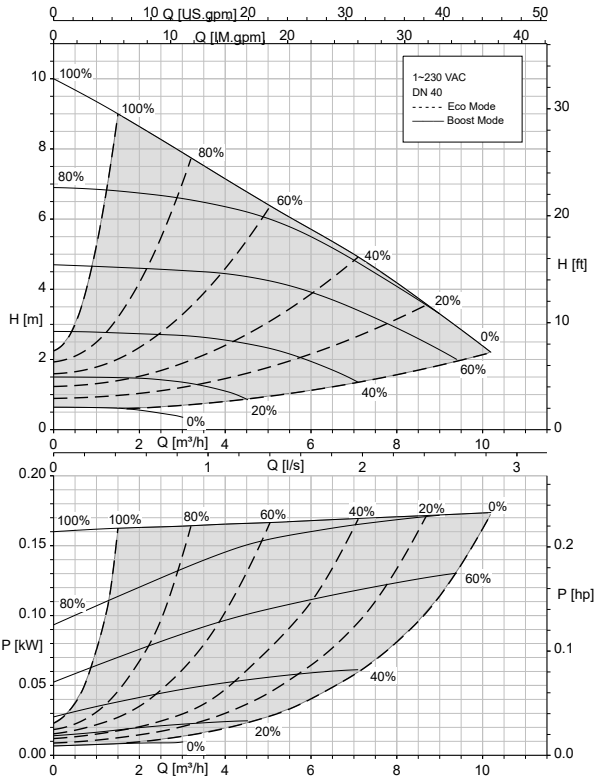 0 10 20 30 40 50
Q [US.gpm]
0 10 20 30 40
Q [IM.gpm]
100%
10
1~230 VAC
DN 40
Eco Mode
Boost Mode
30
100%
8
80%
80%
60%
6
20
40%
H [ft]
4
20%
H [m]
10
0%
2
60%
40%
20%
0%
0
0
0 2 4 6 8 10
Q [m³/h]
0 1 2 3
Q [l/s]
0.20
100% 100% 80% 60% 40% 20% 0%
0.15
0.2
80%
60%
P [hp]
0.10
P [kW]
0.1
0.05
40%
20%
0%
0.00
0.0
0 2 4 6 8 10
Q [m³/h]